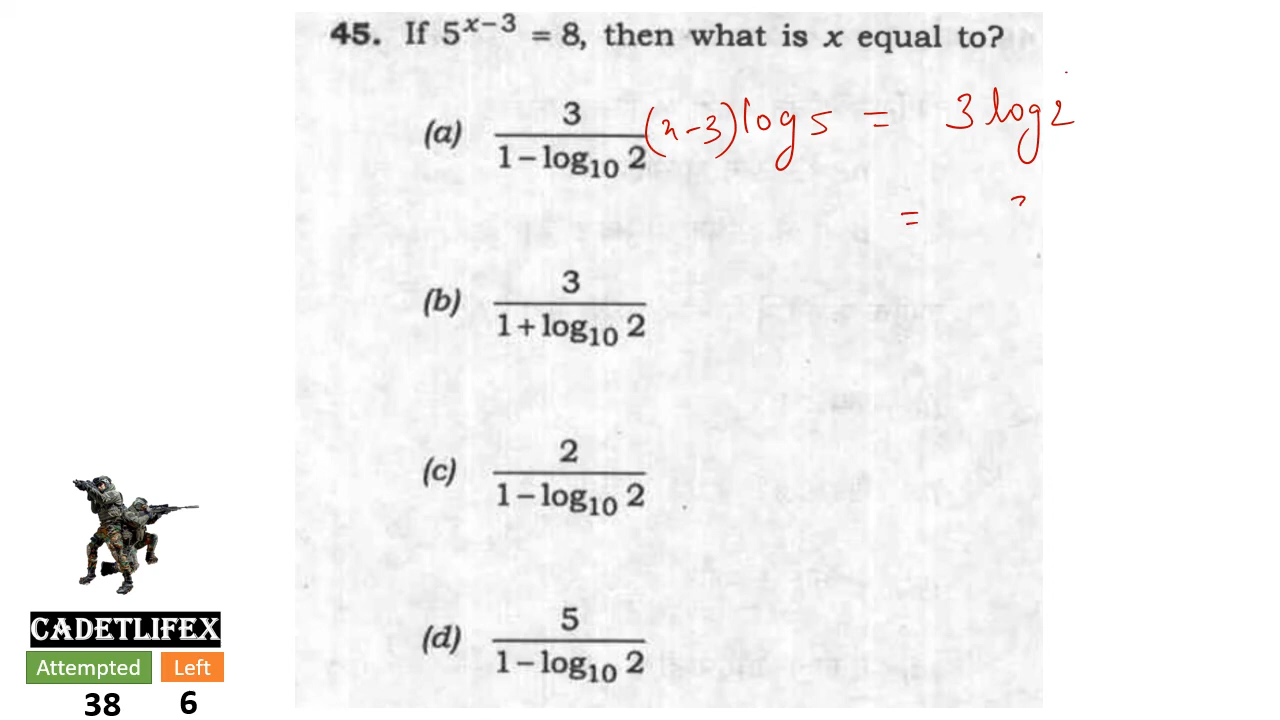 45. If 5^{x-3} = 8, then what is x equal to?
(a) 3 / (1 - log₁₀ 2)
(x-3) log 5 = 3 log 2
=
(b) 3 / (1 + log₁₀ 2)
(c) 2 / (1 - log₁₀ 2)
(d) 5 / (1 - log₁₀ 2)
CADETLIFEX
Attempted Left
38 6